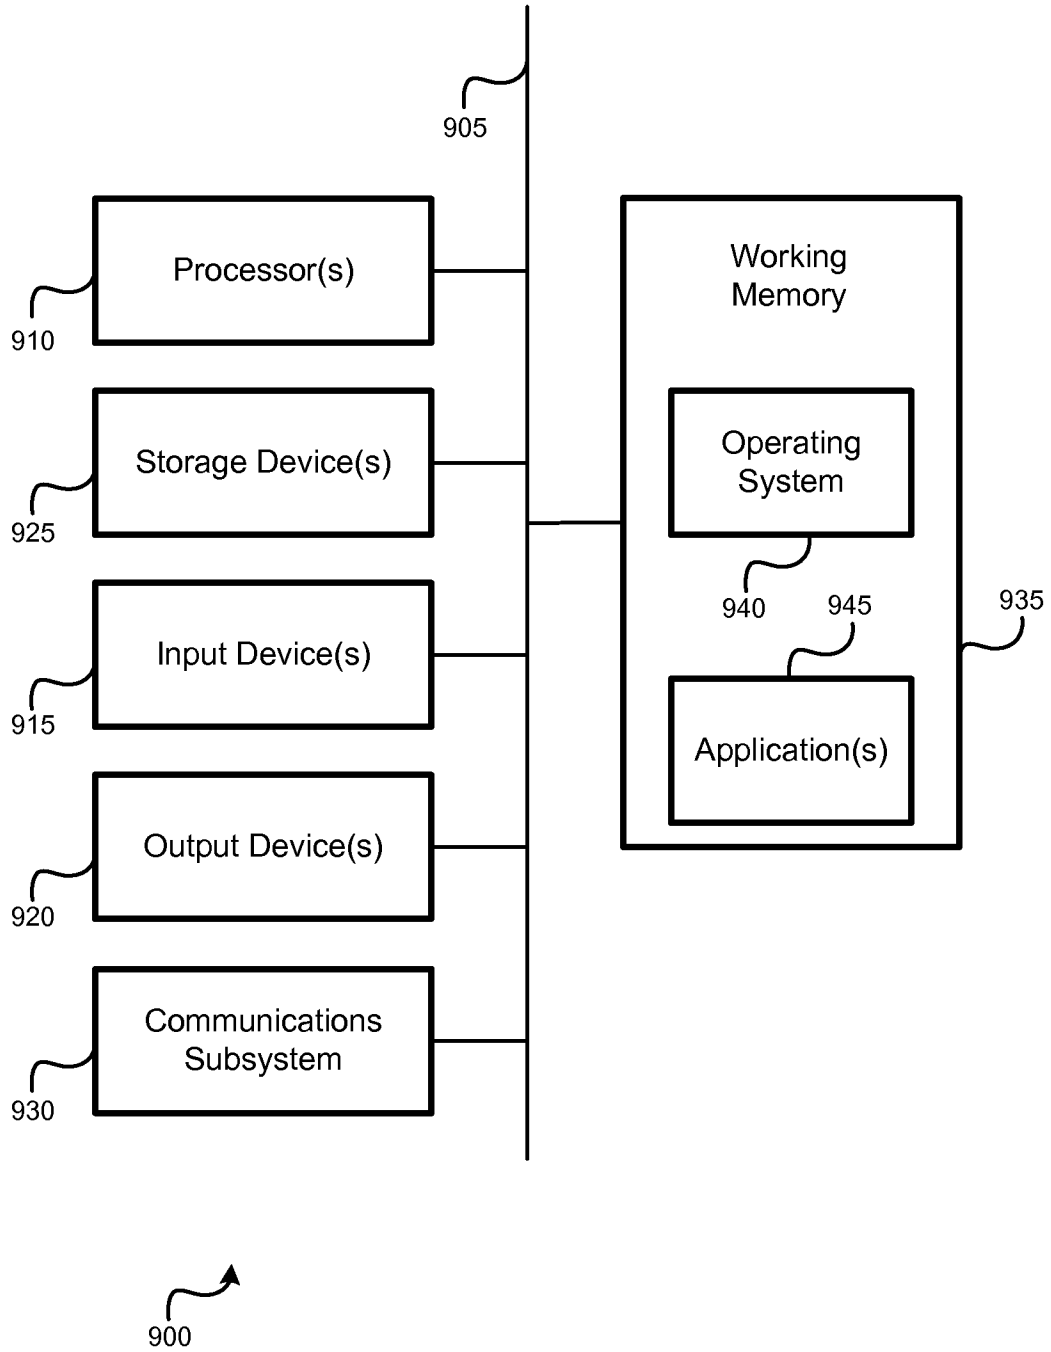 905
Processor(s)
910
Storage Device(s)
925
Input Device(s)
915
Output Device(s)
920
Communications
Subsystem
930
Working
Memory
Operating
System
940
945
935
Application(s)
900